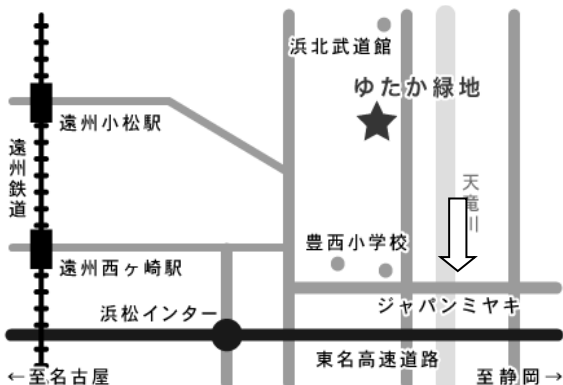 浜北武道館
ゆたか緑地
遠州小松駅
遠州鉄道
天竜川
豊西小学校
遠州西ヶ崎駅
ジャパンミヤキ
浜松インター
東名高速道路
←至名古屋
至静岡→